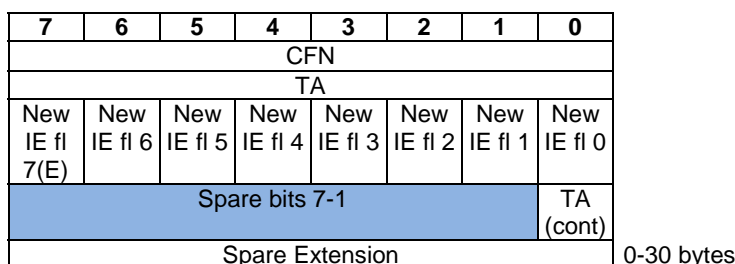 7 6 5 4 3 2 1 0
CFN
TA
New New New New New New New New
IE fl IE fl 6 IE fl 5 IE fl 4 IE fl 3 IE fl 2 IE fl 1 IE fl 0
7(E)
Spare bits 7-1 TA
(cont)
Spare Extension 0-30 bytes